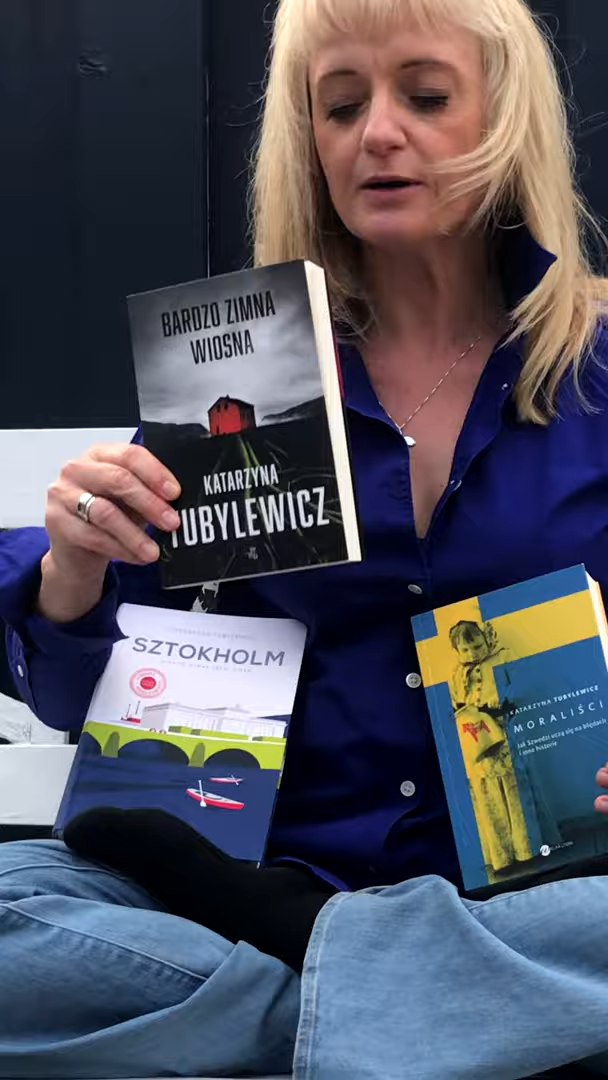 BARDZO ZIMNA
WIOSNA
KATARZYNA
TUBYLEWICZ
SZTOKHOLM
KATARZYNA TUBYLEWICZ
MORALIŚCI
Jak Szwedzi uczą się na błędach
i inne historie